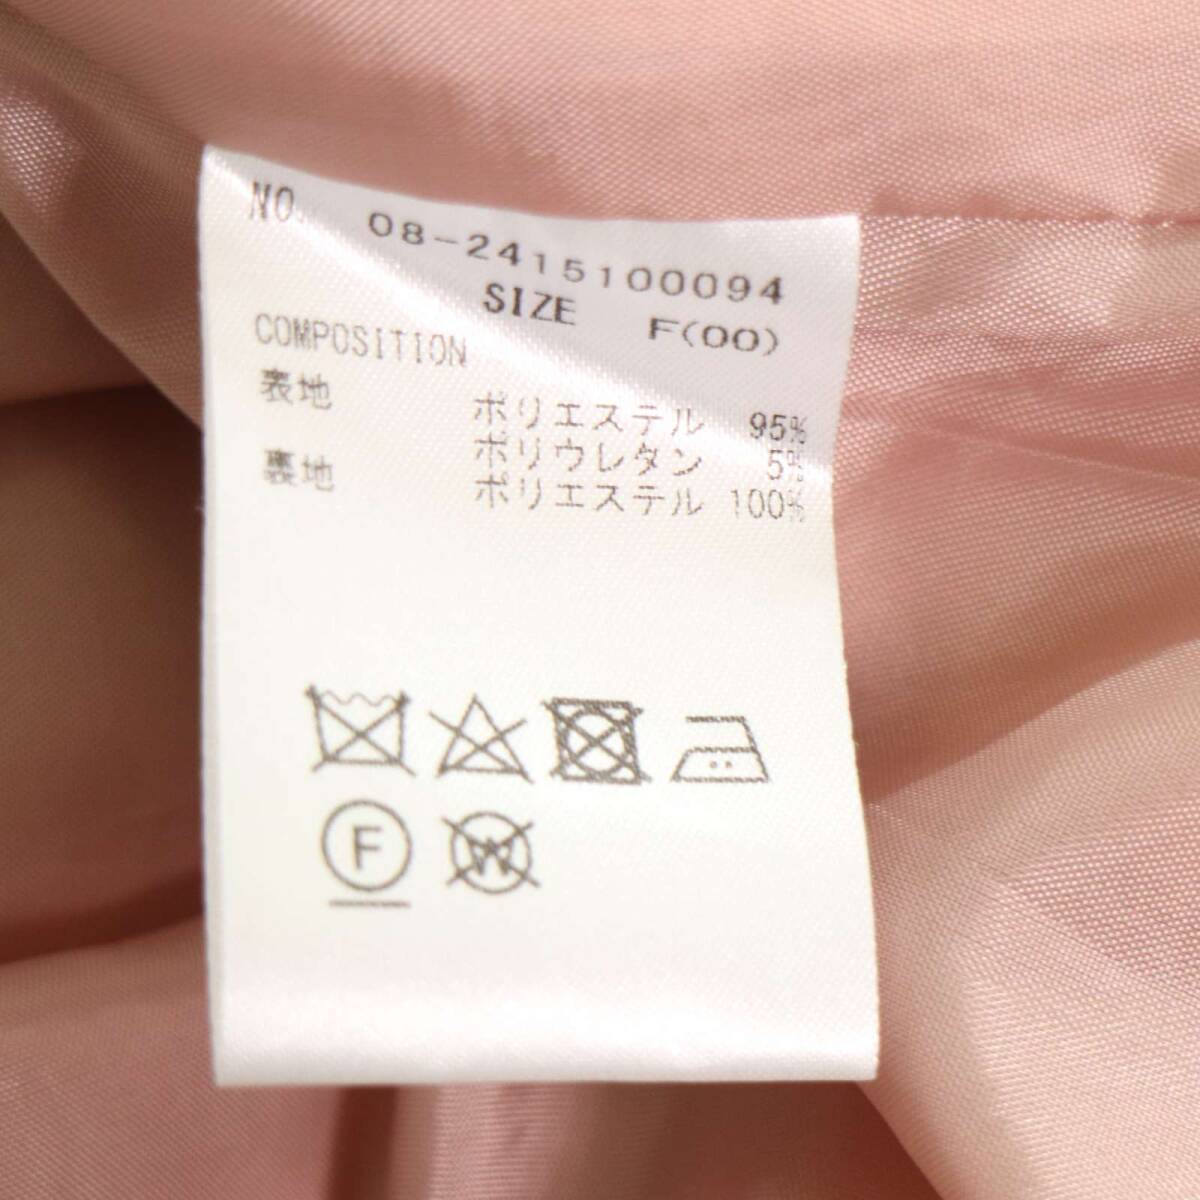 NO. 08-2415100094
SIZE F(00)
COMPOSITION
表地 ポリエステル 95%
ポリウレタン 5%
裏地 ポリエステル 100%
F
W